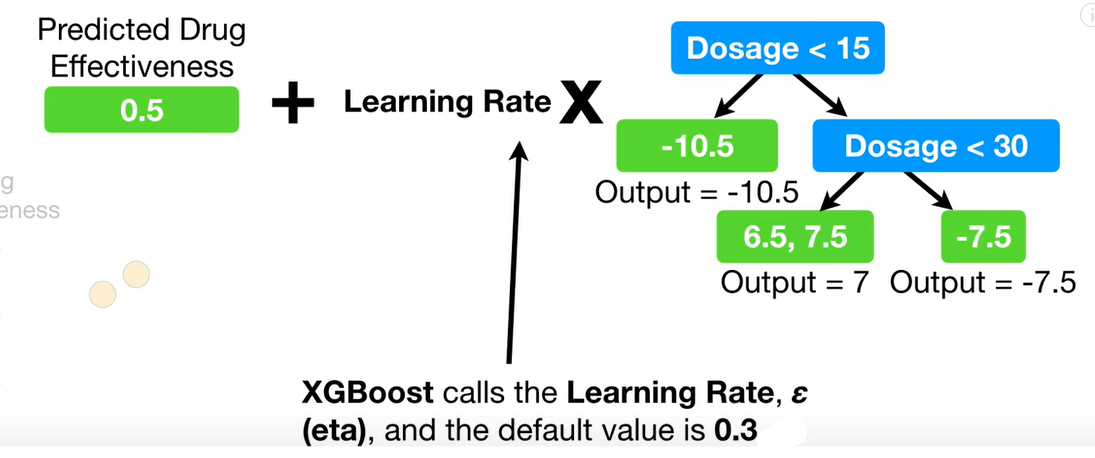 Predicted Drug
Effectiveness
0.5
+ Learning Rate X
Dosage < 15
-10.5
Output = -10.5
Dosage < 30
6.5, 7.5
Output = 7
-7.5
Output = -7.5
g
eness
XGBoost calls the Learning Rate, ε
(eta), and the default value is 0.3